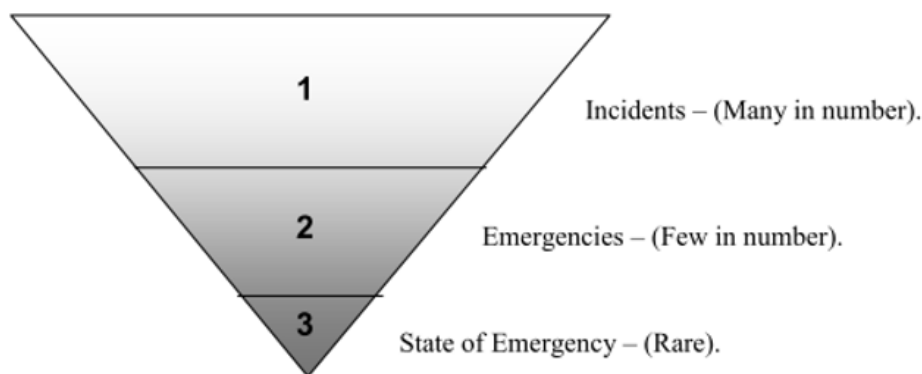 1
Incidents – (Many in number).
2
Emergencies – (Few in number).
3
State of Emergency – (Rare).